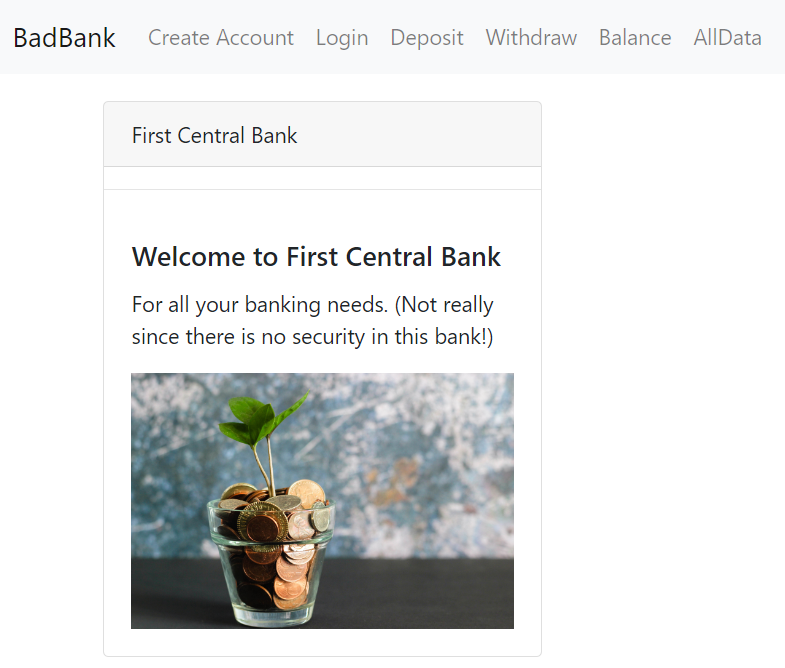 BadBank Create Account Login Deposit Withdraw Balance AllData
First Central Bank
Welcome to First Central Bank
For all your banking needs. (Not really
since there is no security in this bank!)